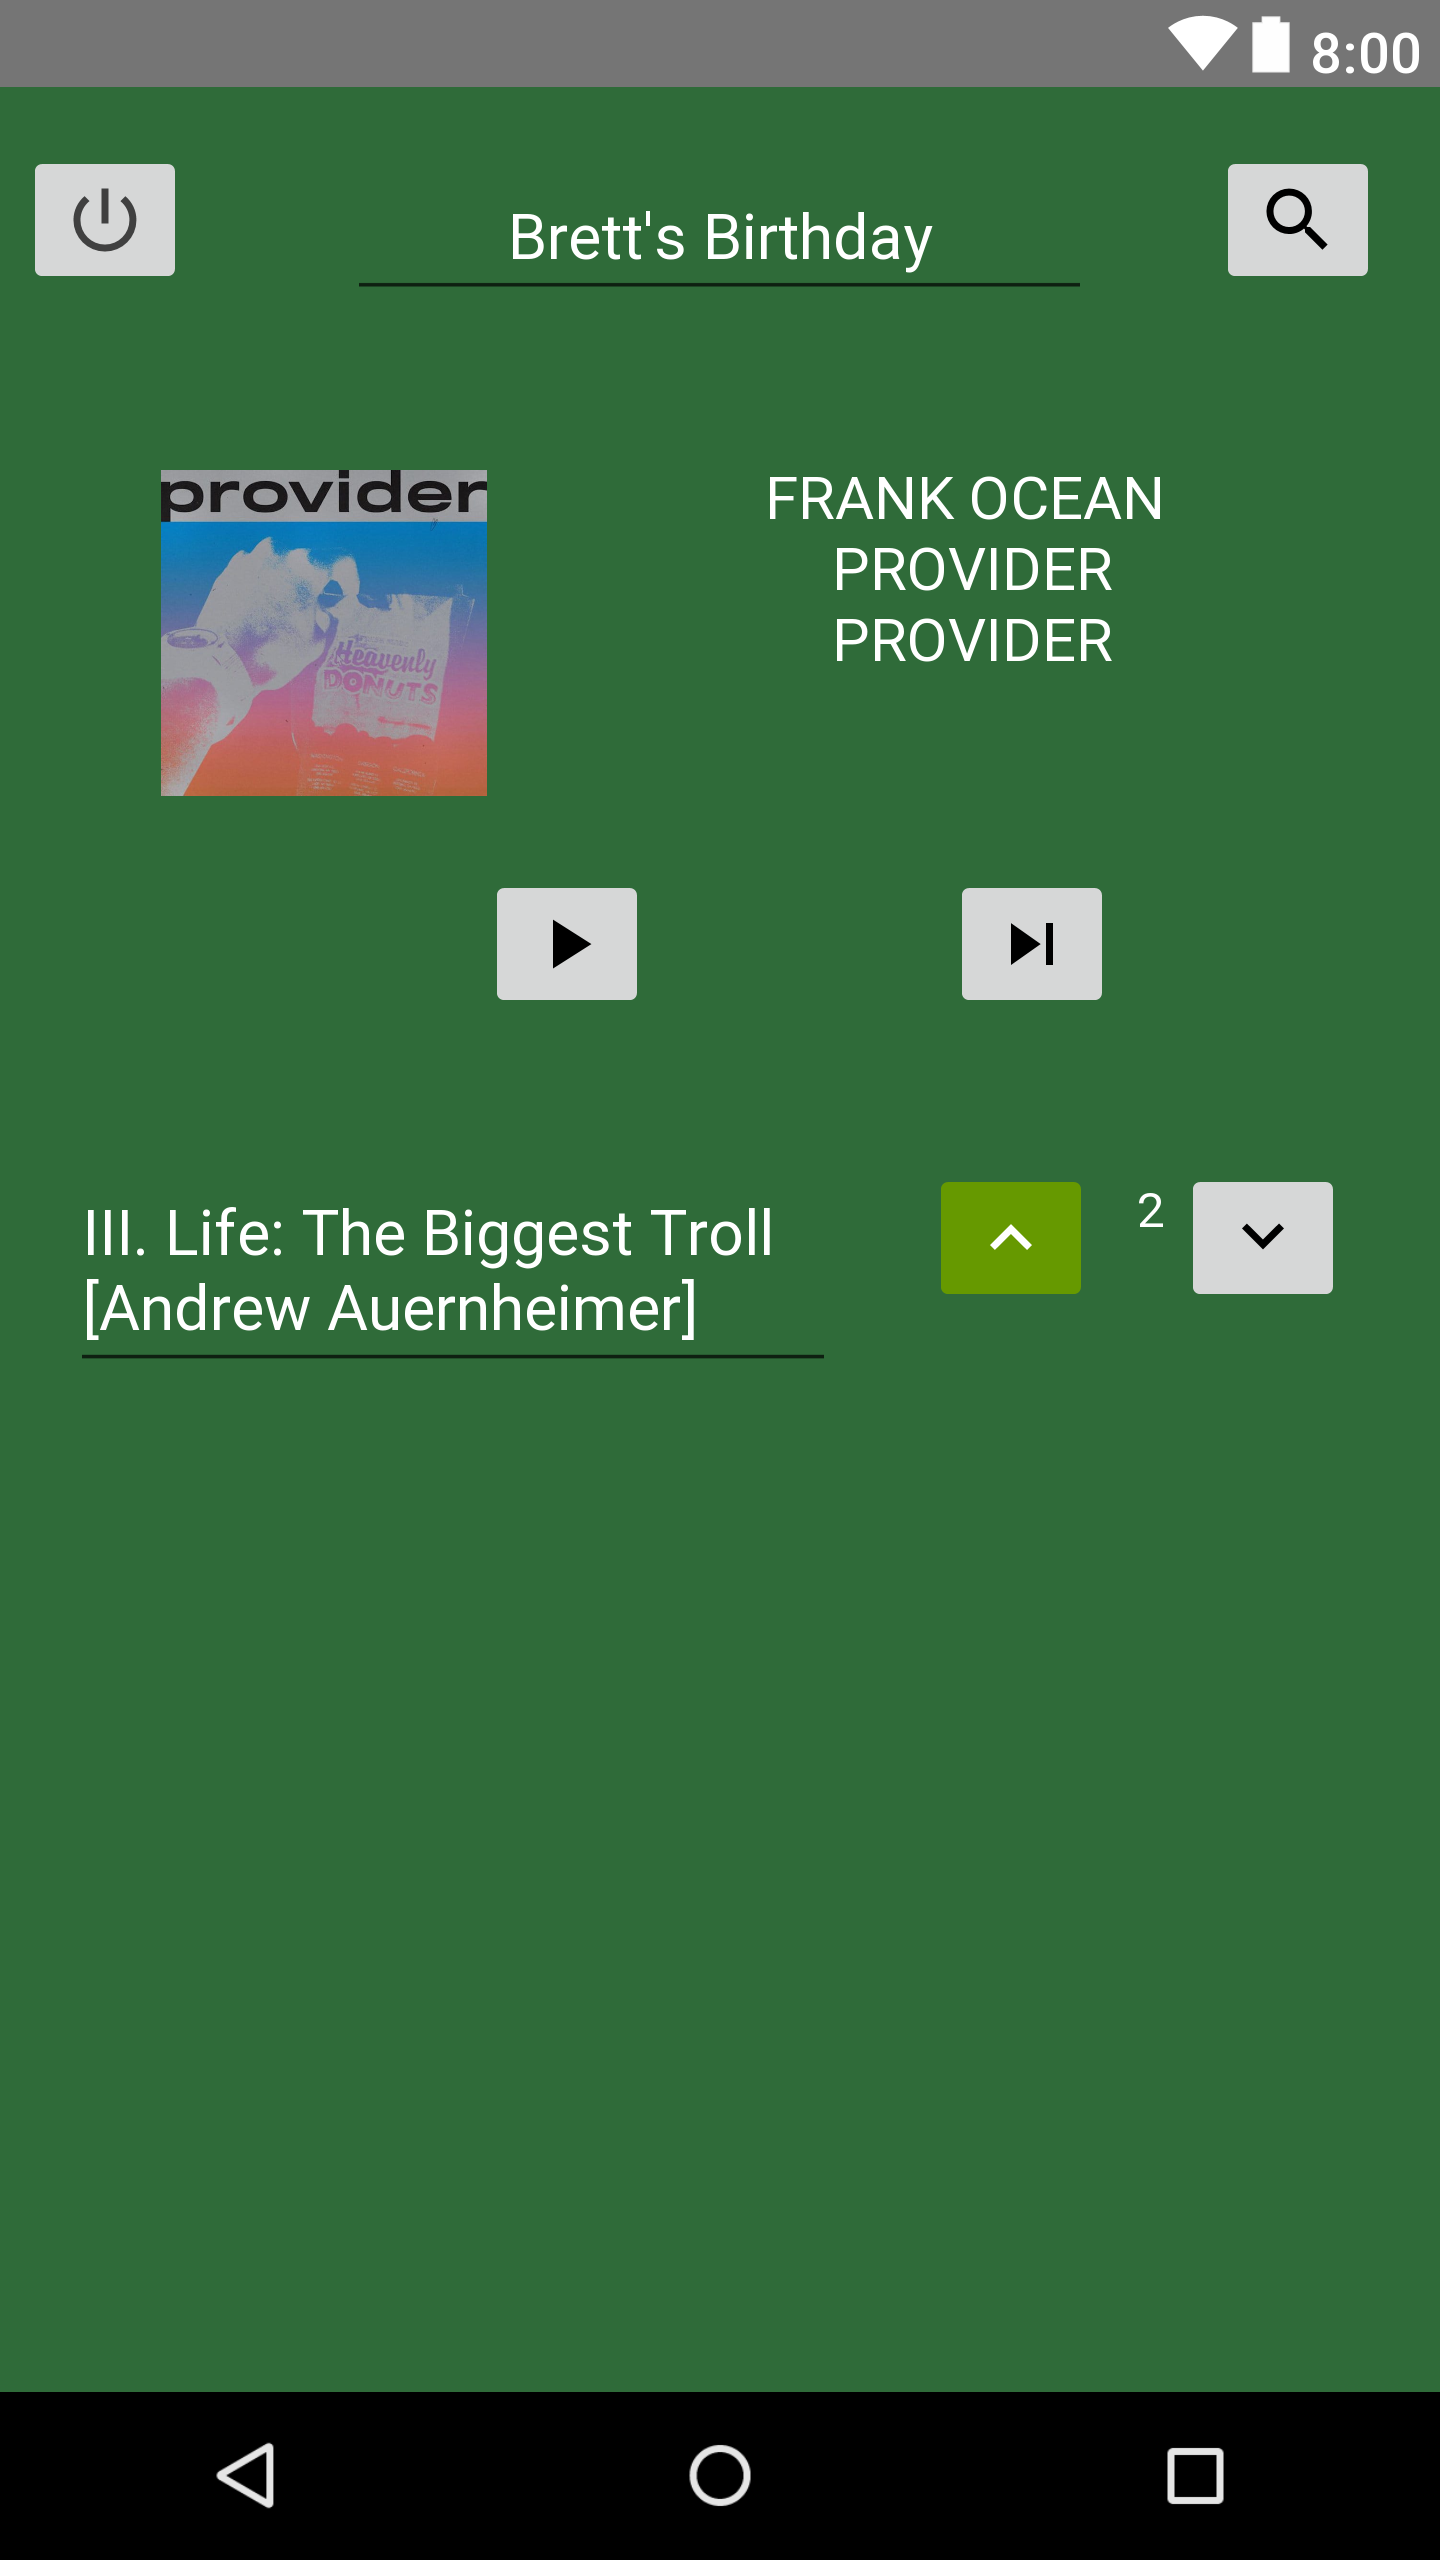 8:00
Brett's Birthday
provider
Heavenly
DONUTS
FRANK OCEAN
PROVIDER
PROVIDER
III. Life: The Biggest Troll
[Andrew Auernheimer]
2